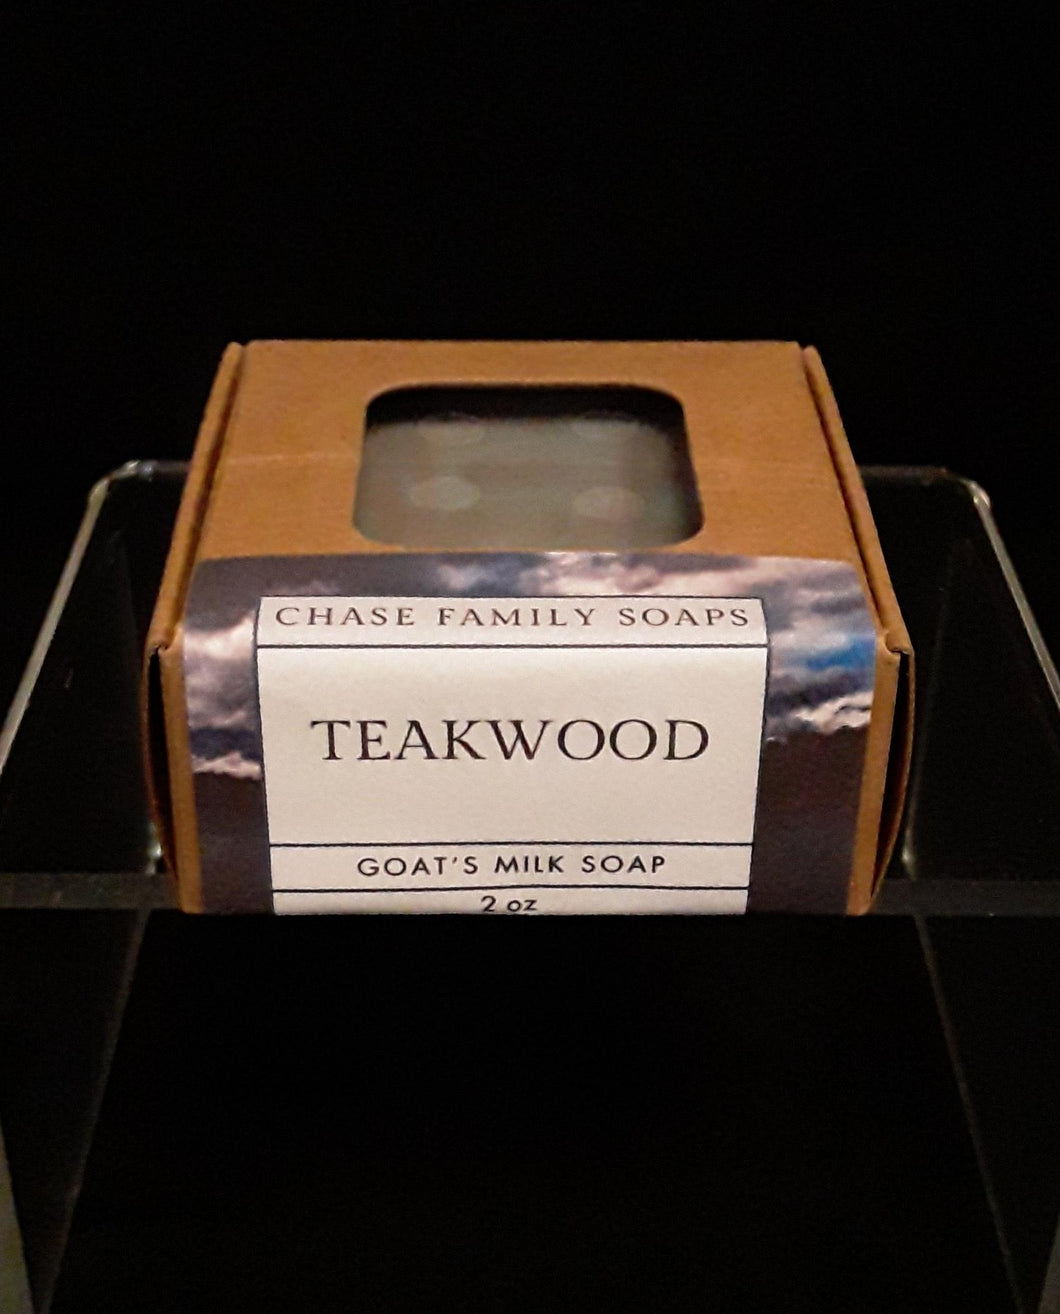 CHASE FAMILY SOAPS
TEAKWOOD
GOAT'S MILK SOAP
2 oz